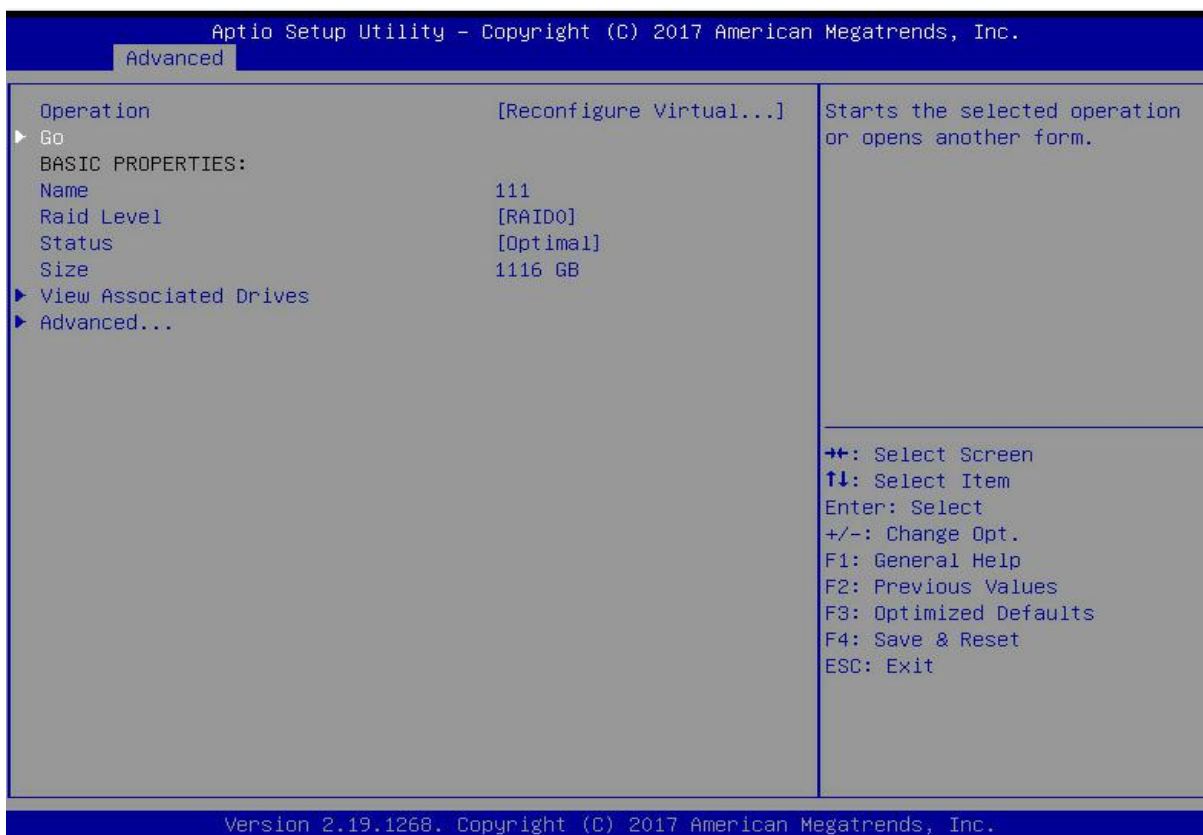 Aptio Setup Utility – Copyright (C) 2017 American Megatrends, Inc.
Advanced
Operation [Reconfigure Virtual...]
▶ Go
BASIC PROPERTIES:
Name 111
Raid Level [RAID0]
Status [Optimal]
Size 1116 GB
▶ View Associated Drives
▶ Advanced...
Starts the selected operation
or opens another form.
→←: Select Screen
↑↓: Select Item
Enter: Select
+/-: Change Opt.
F1: General Help
F2: Previous Values
F3: Optimized Defaults
F4: Save & Reset
ESC: Exit
Version 2.19.1268. Copyright (C) 2017 American Megatrends, Inc.